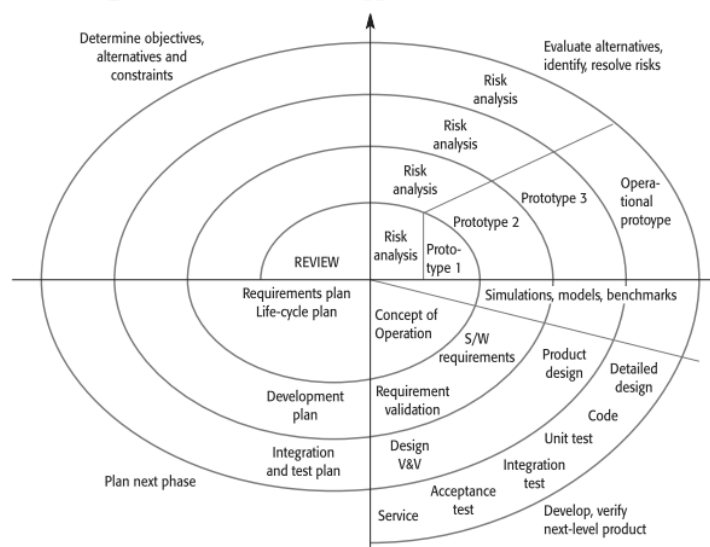 Determine objectives,
alternatives and
constraints
Evaluate alternatives,
identify, resolve risks
Risk
analysis
Risk
analysis
Risk
analysis
Risk
analysis
Proto-
type 1
Prototype 2
Prototype 3
Opera-
tional
protoype
REVIEW
Requirements plan
Life-cycle plan
Simulations, models, benchmarks
Concept of
Operation
S/W
requirements
Product
design
Detailed
design
Development
plan
Requirement
validation
Code
Unit test
Integration
and test plan
Design
V&V
Integration
test
Plan next phase
Acceptance
test
Service
Develop, verify
next-level product